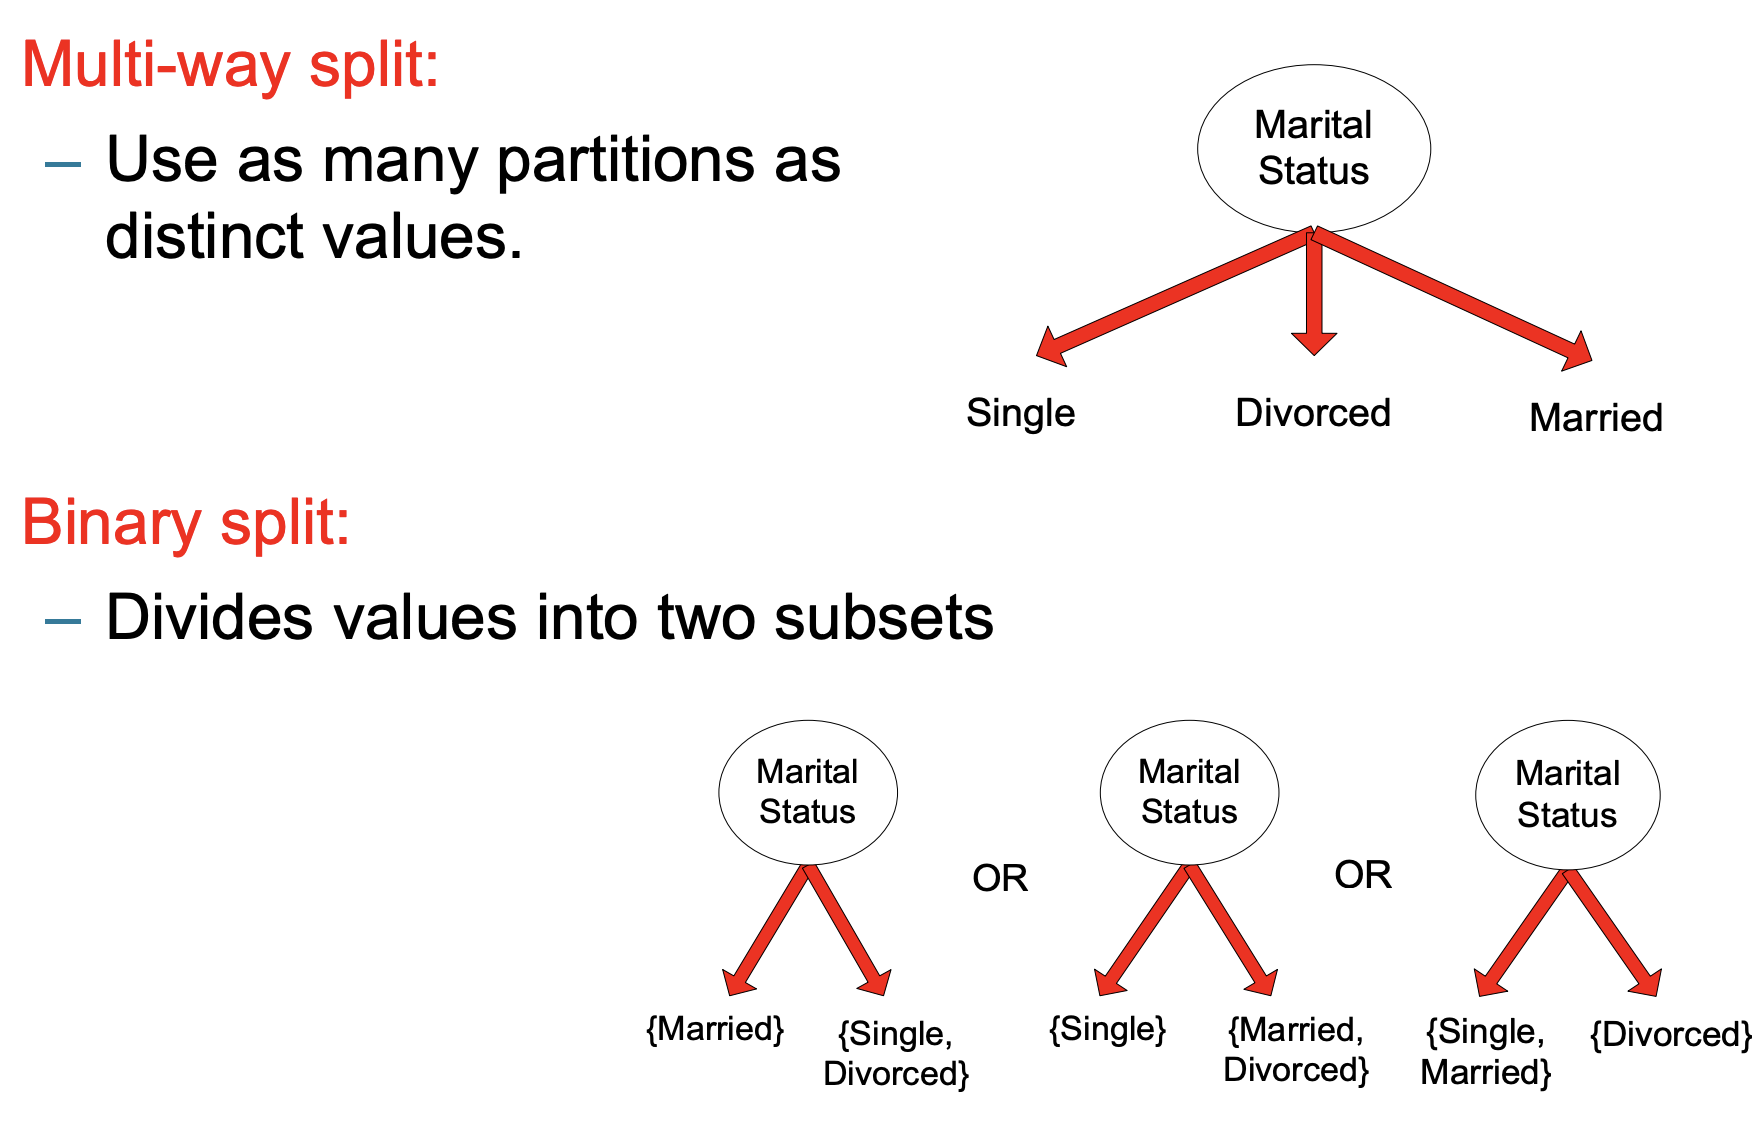 Multi-way split:
– Use as many partitions as
distinct values.
Marital
Status
Single
Divorced
Married
Binary split:
– Divides values into two subsets
Marital
Status
{Married}
{Single,
Divorced}
OR
Marital
Status
{Single}
{Married,
Divorced}
OR
Marital
Status
{Single,
Married}
{Divorced}